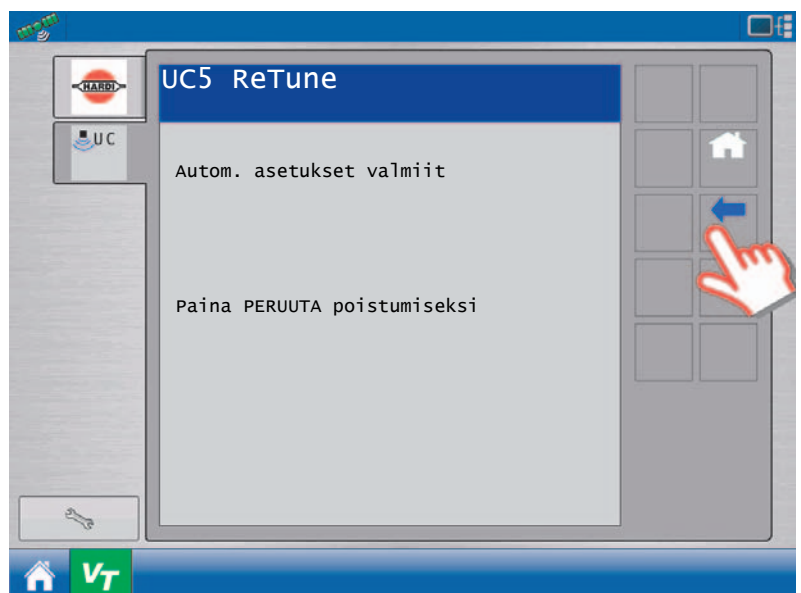 UC5 ReTune
HARDI
UC
Autom. asetukset valmiit
Paina PERUUTA poistumiseksi
VT